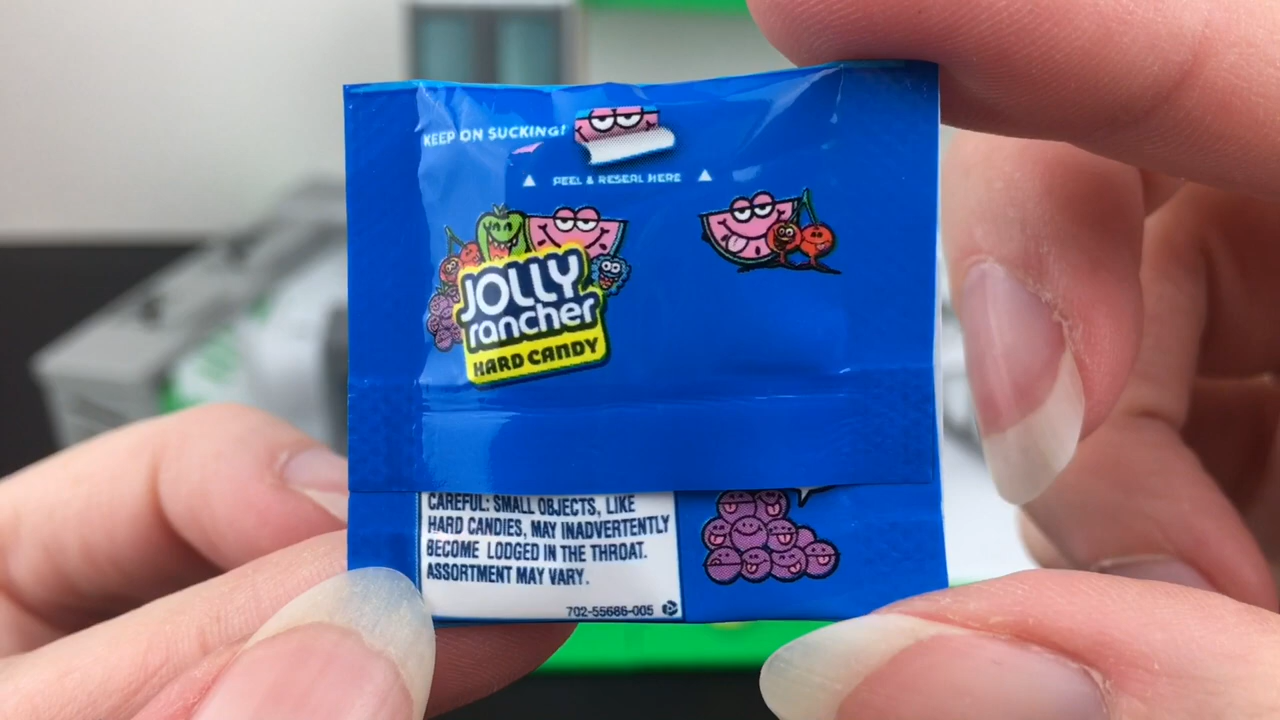 KEEP ON SUCKING!
PEEL & RESEAL HERE
JOLLY
rancher
HARD CANDY
CAREFUL: SMALL OBJECTS, LIKE
HARD CANDIES, MAY INADVERTENTLY
BECOME LODGED IN THE THROAT.
ASSORTMENT MAY VARY.
702-55686-005